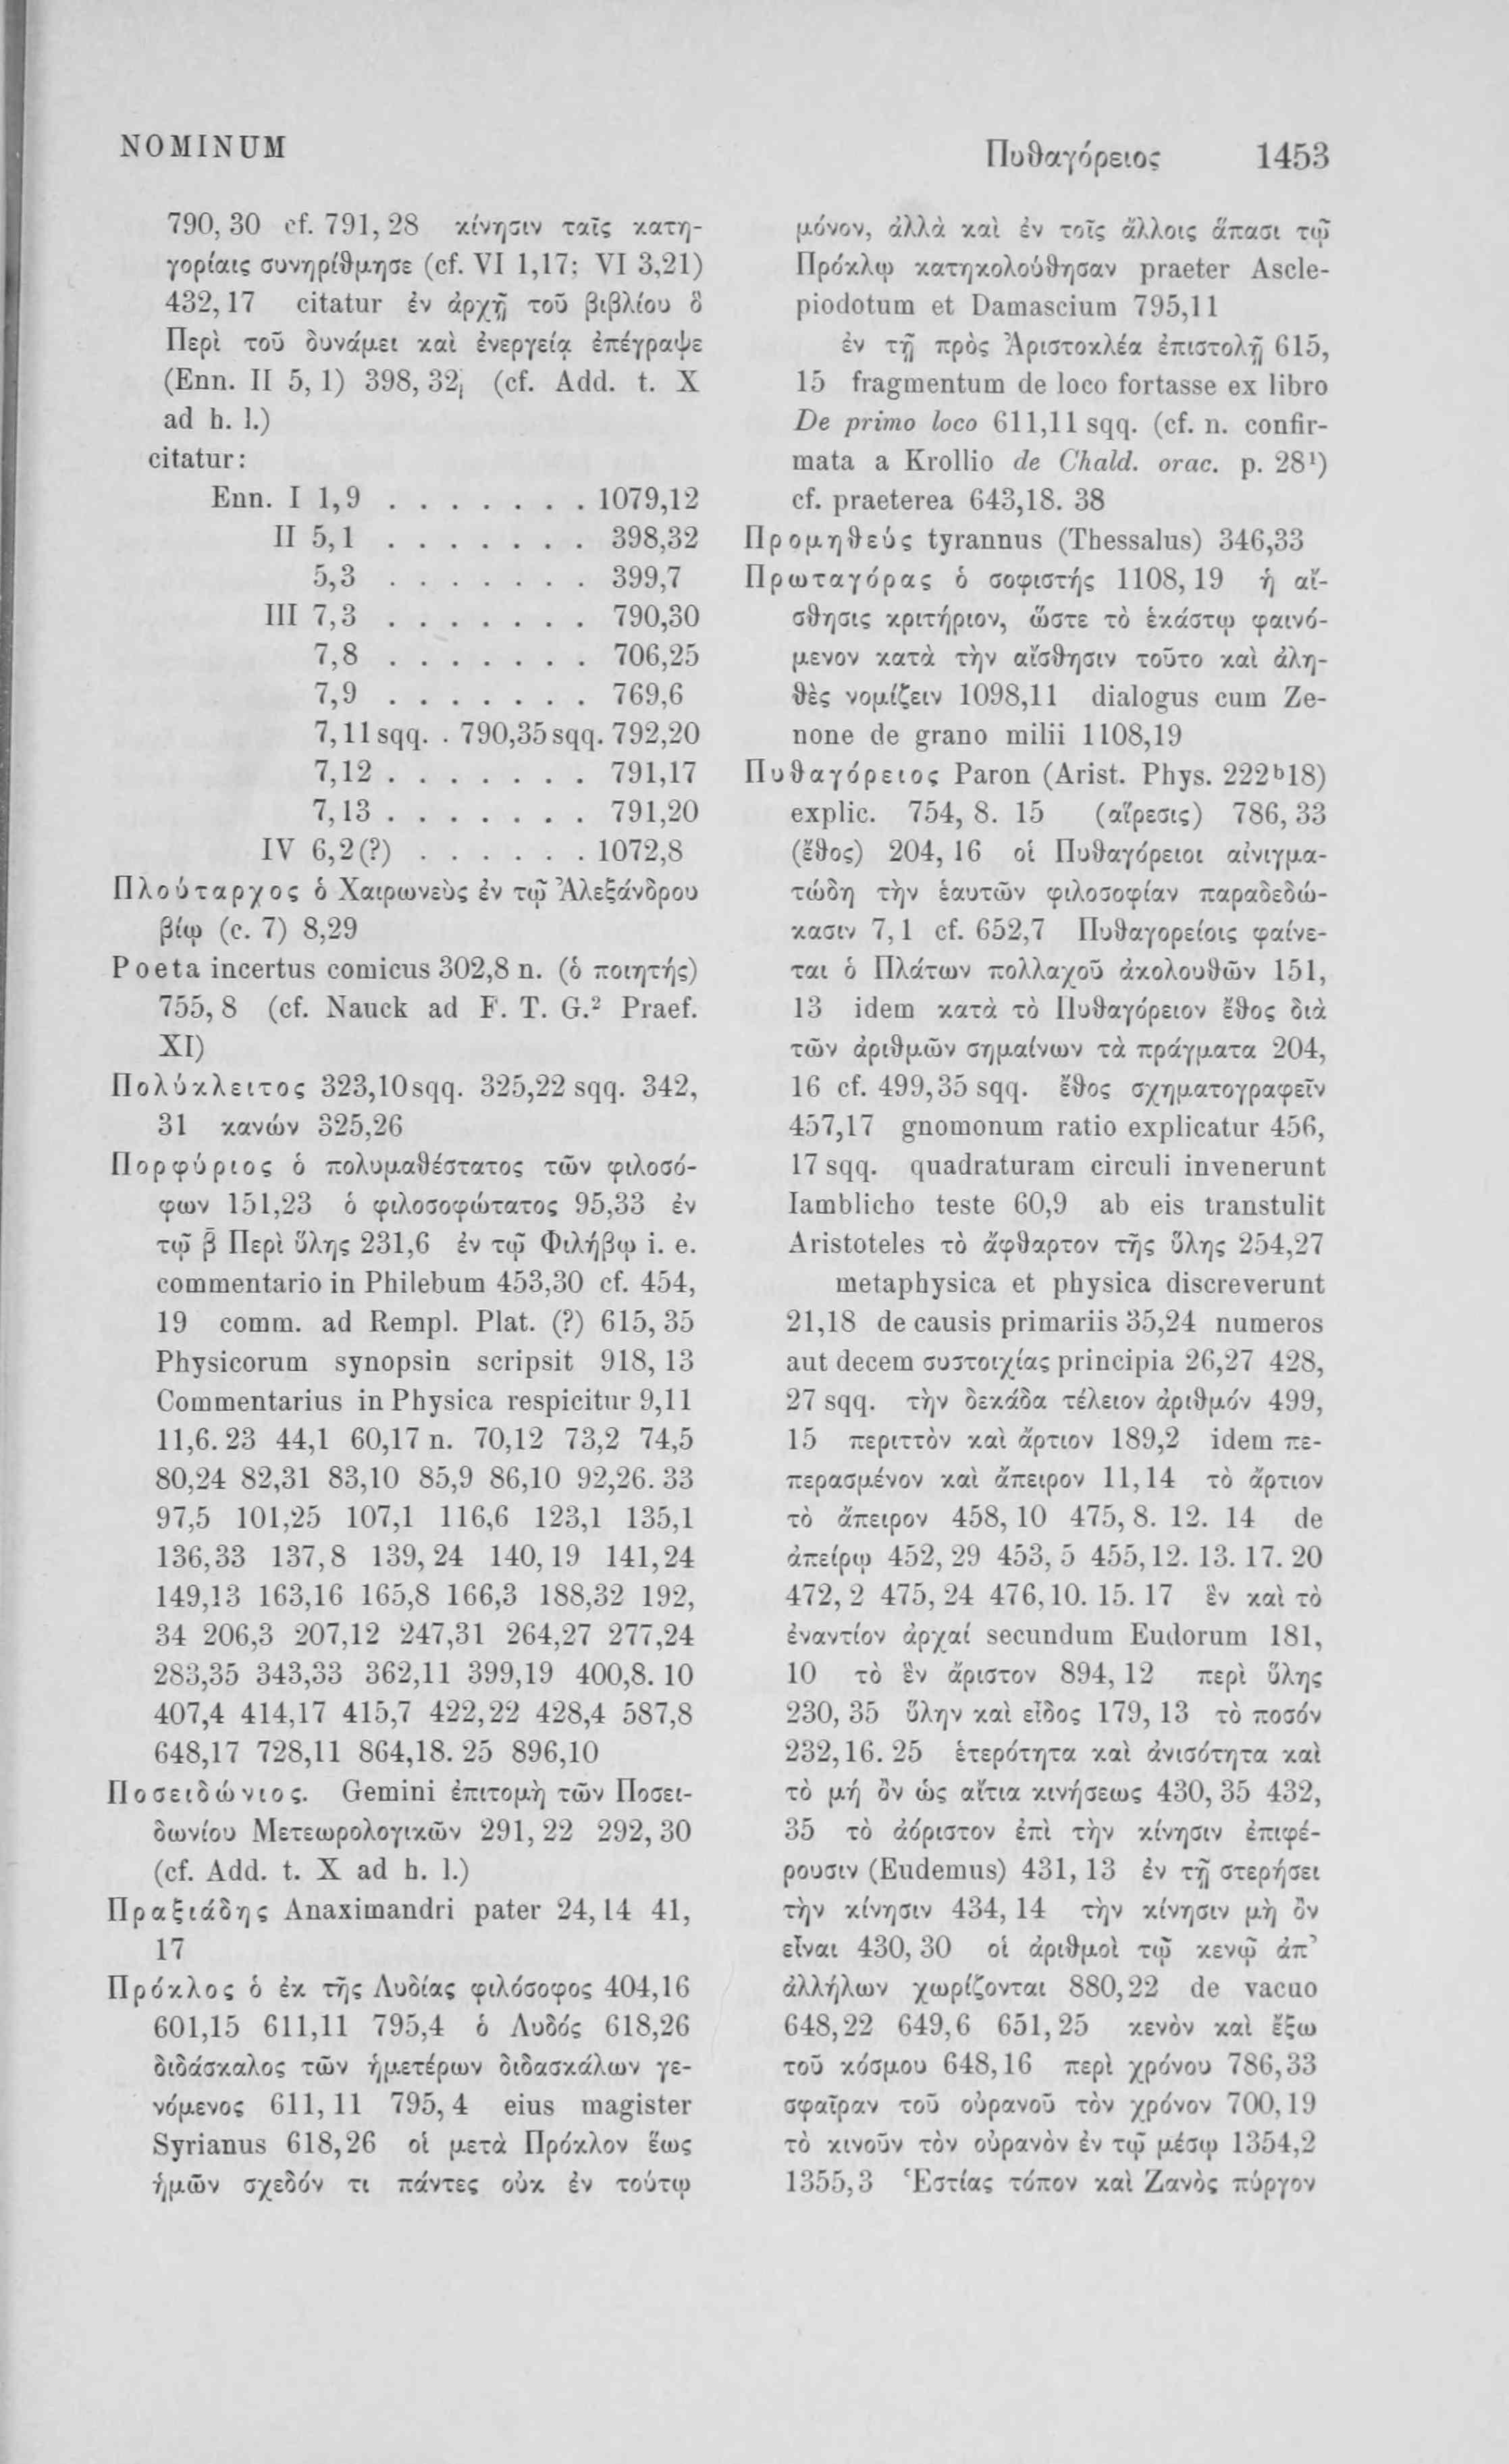 NOMINUM
Πυθαγόρειος 1453
790, 30 cf. 791, 28 κίνησιν ταῖς κατη-
γορίαις συνηρίθμησε (cf. VI 1,17; VI 3,21)
432, 17 citatur ἐν ἀρχῇ τοῦ βιβλίου ὃ
Περὶ τοῦ δυνάμει καὶ ἐνεργείᾳ ἐπέγραψε
(Enn. II 5, 1) 398, 32; (cf. Add. t. X
ad h. l.)
citatur:
Enn. I 1,9 . . . . . . . 1079,12
II 5,1 . . . . . . . 398,32
5,3 . . . . . . . 399,7
III 7,3 . . . . . . . 790,30
7,8 . . . . . . . 706,25
7,9 . . . . . . . 769,6
7,11 sqq. . 790,35 sqq. 792,20
7,12 . . . . . . . 791,17
7,13 . . . . . . . 791,20
IV 6,2(?) . . . . . . 1072,8
Πλούταρχος ὁ Χαιρωνεὺς ἐν τῷ Ἀλεξάνδρου
βίῳ (c. 7) 8,29
Poeta incertus comicus 302,8 n. (ὁ ποιητής)
755, 8 (cf. Nauck ad F. T. G.² Praef.
XI)
Πολύκλειτος 323,10 sqq. 325,22 sqq. 342,
31 κανών 325,26
Πορφύριος ὁ πολυμαθέστατος τῶν φιλοσό-
φων 151,23 ὁ φιλοσοφώτατος 95,33 ἐν
τῷ β̄ Περὶ ὕλης 231,6 ἐν τῷ Φιλήβῳ i. e.
commentario in Philebum 453,30 cf. 454,
19 comm. ad Rempl. Plat. (?) 615, 35
Physicorum synopsin scripsit 918, 13
Commentarius in Physica respicitur 9,11
11,6. 23 44,1 60,17 n. 70,12 73,2 74,5
80,24 82,31 83,10 85,9 86,10 92,26. 33
97,5 101,25 107,1 116,6 123,1 135,1
136,33 137,8 139,24 140,19 141,24
149,13 163,16 165,8 166,3 188,32 192,
34 206,3 207,12 247,31 264,27 277,24
283,35 343,33 362,11 399,19 400,8. 10
407,4 414,17 415,7 422,22 428,4 587,8
648,17 728,11 864,18. 25 896,10
Ποσειδώνιος. Gemini ἐπιτομὴ τῶν Ποσει-
δωνίου Μετεωρολογικῶν 291, 22 292, 30
(cf. Add. t. X ad h. l.)
Πραξιάδης Anaximandri pater 24,14 41,
17
Πρόκλος ὁ ἐκ τῆς Λυδίας φιλόσοφος 404,16
601,15 611,11 795,4 ὁ Λυδός 618,26
διδάσκαλος τῶν ἡμετέρων διδασκάλων γε-
νόμενος 611, 11 795, 4 eius magister
Syrianus 618,26 οἱ μετὰ Πρόκλον ἕως
ἡμῶν σχεδόν τι πάντες οὐκ ἐν τούτῳ
μόνον, ἀλλὰ καὶ ἐν τοῖς ἄλλοις ἅπασι τῷ
Πρόκλῳ κατηκολούθησαν praeter Ascle-
piodotum et Damascium 795,11
ἐν τῇ πρὸς Ἀριστοκλέα ἐπιστολῇ 615,
15 fragmentum de loco fortasse ex libro
De primo loco 611,11 sqq. (cf. n. confir-
mata a Krollio de Chald. orac. p. 28¹)
cf. praeterea 643,18. 38
Προμηθεύς tyrannus (Thessalus) 346,33
Πρωταγόρας ὁ σοφιστής 1108, 19 ἡ αἴ-
σθησις κριτήριον, ὥστε τὸ ἑκάστῳ φαινό-
μενον κατὰ τὴν αἴσθησιν τοῦτο καὶ ἀλη-
θὲς νομίζειν 1098,11 dialogus cum Ze-
none de grano milii 1108,19
Πυθαγόρειος Paron (Arist. Phys. 222ᵇ18)
explic. 754, 8. 15 (αἵρεσις) 786, 33
(ἔθος) 204, 16 οἱ Πυθαγόρειοι αἰνιγμα-
τώδη τὴν ἑαυτῶν φιλοσοφίαν παραδεδώ-
κασιν 7,1 cf. 652,7 Πυθαγορείοις φαίνε-
ται ὁ Πλάτων πολλαχοῦ ἀκολουθῶν 151,
13 idem κατὰ τὸ Πυθαγόρειον ἔθος διὰ
τῶν ἀριθμῶν σημαίνων τὰ πράγματα 204,
16 cf. 499,35 sqq. ἔθος σχηματογραφεῖν
457,17 gnomonum ratio explicatur 456,
17 sqq. quadraturam circuli invenerunt
Iamblicho teste 60,9 ab eis transtulit
Aristoteles τὸ ἄφθαρτον τῆς ὕλης 254,27
metaphysica et physica discreverunt
21,18 de causis primariis 35,24 numeros
aut decem συστοιχίας principia 26,27 428,
27 sqq. τὴν δεκάδα τέλειον ἀριθμόν 499,
15 περιττὸν καὶ ἄρτιον 189,2 idem πε-
περασμένον καὶ ἄπειρον 11,14 τὸ ἄρτιον
τὸ ἄπειρον 458, 10 475, 8. 12. 14 de
ἀπείρῳ 452, 29 453, 5 455,12. 13. 17. 20
472, 2 475, 24 476,10. 15. 17 ἓν καὶ τὸ
ἐναντίον ἀρχαί secundum Eudorum 181,
10 τὸ ἓν ἄριστον 894, 12 περὶ ὕλης
230, 35 ὕλην καὶ εἶδος 179, 13 τὸ ποσόν
232,16. 25 ἑτερότητα καὶ ἀνισότητα καὶ
τὸ μή ὂν ὡς αἴτια κινήσεως 430, 35 432,
35 τὸ ἀόριστον ἐπὶ τὴν κίνησιν ἐπιφέ-
ρουσιν (Eudemus) 431, 13 ἐν τῇ στερήσει
τὴν κίνησιν 434, 14 τὴν κίνησιν μὴ ὂν
εἶναι 430, 30 οἱ ἀριθμοὶ τῷ κενῷ ἀπ’
ἀλλήλων χωρίζονται 880,22 de vacuo
648,22 649,6 651,25 κενὸν καὶ ἔξω
τοῦ κόσμου 648,16 περὶ χρόνου 786,33
σφαῖραν τοῦ οὐρανοῦ τὸν χρόνον 700,19
τὸ κινοῦν τὸν οὐρανὸν ἐν τῷ μέσῳ 1354,2
1355,3 Ἑστίας τόπον καὶ Ζανὸς πύργον